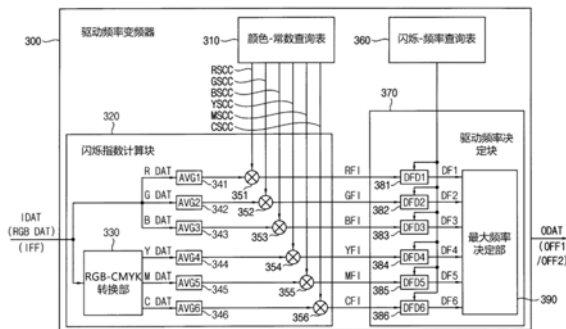 300
驱动频率变频器
310
颜色-常数查询表
360
闪烁-频率查询表
RSCC
GSCC
BSCC
YSCC
MSCC
CSCC
320
闪烁指数计算块
370
驱动频率决定块
IDAT
(RGB DAT)
(IFF)
R DAT
AVG1
341
351
RFI
DFD1
381
DF1
G DAT
AVG2
342
352
GFI
DFD2
382
DF2
B DAT
AVG3
343
353
BFI
DFD3
383
DF3
330
RGB-CMYK
转换部
Y DAT
AVG4
344
354
YFI
DFD4
384
DF4
M DAT
AVG5
345
355
MFI
DFD5
385
DF5
C DAT
AVG6
346
356
CFI
DFD6
386
DF6
最大频率
决定部
390
ODAT
(OFF1
/OFF2)